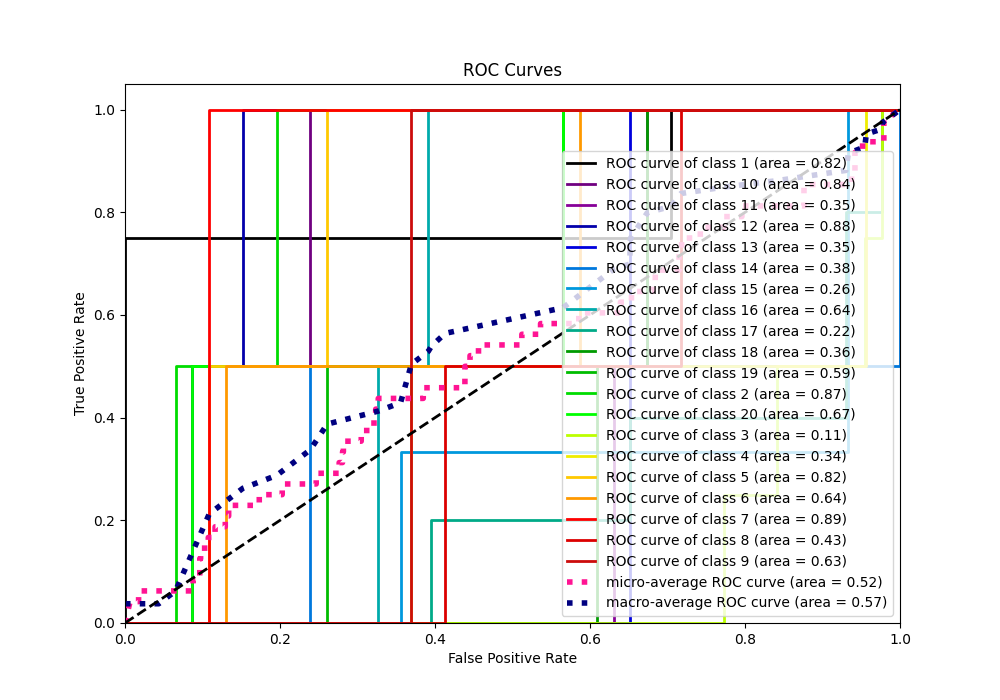 ROC Curves
True Positive Rate
1.0
0.8
0.6
0.4
0.2
0.0
ROC curve of class 1 (area = 0.82)
ROC curve of class 10 (area = 0.84)
ROC curve of class 11 (area = 0.35)
ROC curve of class 12 (area = 0.88)
ROC curve of class 13 (area = 0.35)
ROC curve of class 14 (area = 0.38)
ROC curve of class 15 (area = 0.26)
ROC curve of class 16 (area = 0.64)
ROC curve of class 17 (area = 0.22)
ROC curve of class 18 (area = 0.36)
ROC curve of class 19 (area = 0.59)
ROC curve of class 2 (area = 0.87)
ROC curve of class 20 (area = 0.67)
ROC curve of class 3 (area = 0.11)
ROC curve of class 4 (area = 0.34)
ROC curve of class 5 (area = 0.82)
ROC curve of class 6 (area = 0.64)
ROC curve of class 7 (area = 0.89)
ROC curve of class 8 (area = 0.43)
ROC curve of class 9 (area = 0.63)
micro-average ROC curve (area = 0.52)
macro-average ROC curve (area = 0.57)
0.0 0.2 0.4 0.6 0.8 1.0
False Positive Rate